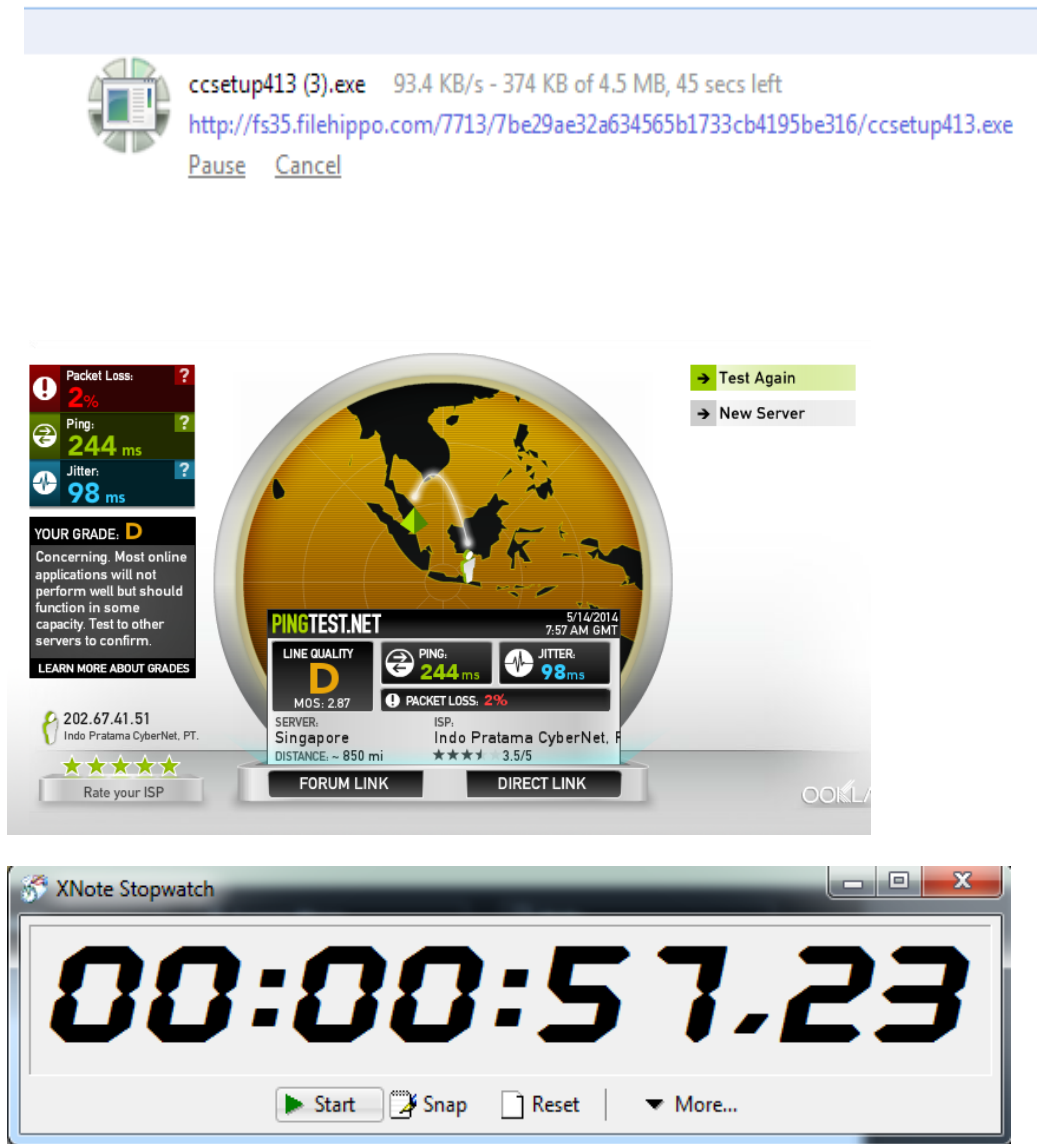 ccsetup413 (3).exe 93.4 KB/s - 374 KB of 4.5 MB, 45 secs left
http://fs35.filehippo.com/7713/7be29ae32a634565b1733cb4195be316/ccsetup413.exe
Pause Cancel
Packet Loss: ?
2%
Ping: ?
244 ms
Jitter: ?
98 ms
YOUR GRADE: D
Concerning. Most online
applications will not
perform well but should
function in some
capacity. Test to other
servers to confirm.
LEARN MORE ABOUT GRADES
202.67.41.51
Indo Pratama CyberNet, PT.
Rate your ISP
Test Again
New Server
PINGTEST.NET
5/14/2014
7:57 AM GMT
LINE QUALITY
D
MOS: 2.87
PING:
244 ms
JITTER:
98ms
PACKET LOSS: 2%
SERVER:
Singapore
DISTANCE: ~ 850 mi
ISP:
Indo Pratama CyberNet, P
3.5/5
FORUM LINK DIRECT LINK
OOKLA
XNote Stopwatch
00:00:57.23
Start Snap Reset More...